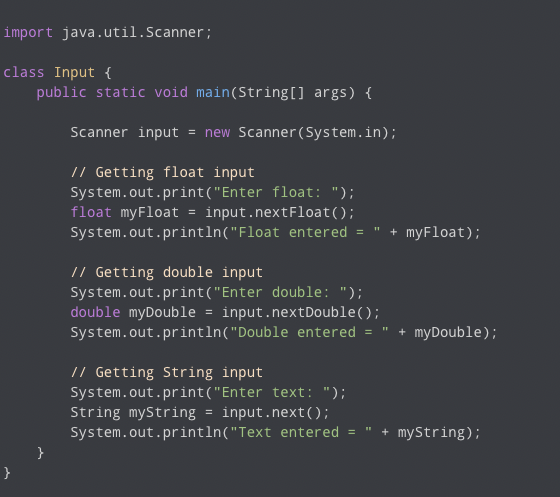 import java.util.Scanner;
class Input {
public static void main(String[] args) {
Scanner input = new Scanner(System.in);
// Getting float input
System.out.print("Enter float: ");
float myFloat = input.nextFloat();
System.out.println("Float entered = " + myFloat);
// Getting double input
System.out.print("Enter double: ");
double myDouble = input.nextDouble();
System.out.println("Double entered = " + myDouble);
// Getting String input
System.out.print("Enter text: ");
String myString = input.next();
System.out.println("Text entered = " + myString);
}
}